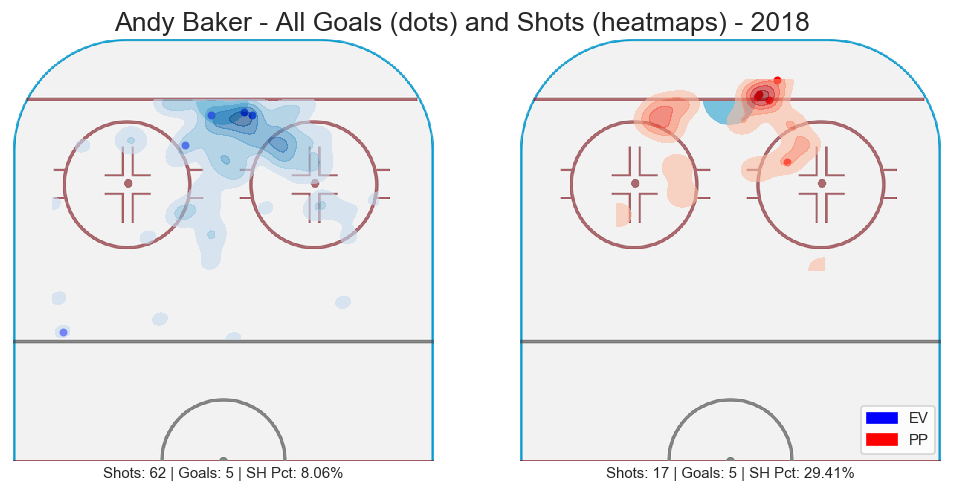 Andy Baker - All Goals (dots) and Shots (heatmaps) - 2018
EV
PP
Shots: 62 | Goals: 5 | SH Pct: 8.06%
Shots: 17 | Goals: 5 | SH Pct: 29.41%